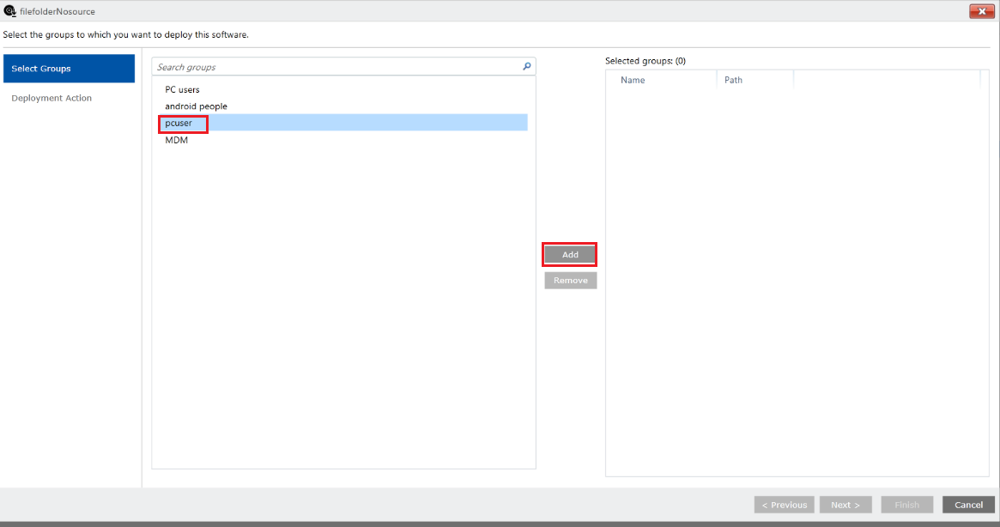 filefolderNosource
Select the groups to which you want to deploy this software.
Select Groups
Deployment Action
Search groups
PC users
android people
pcuser
MDM
Add
Remove
Selected groups: (0)
Name Path
< Previous Next > Finish Cancel